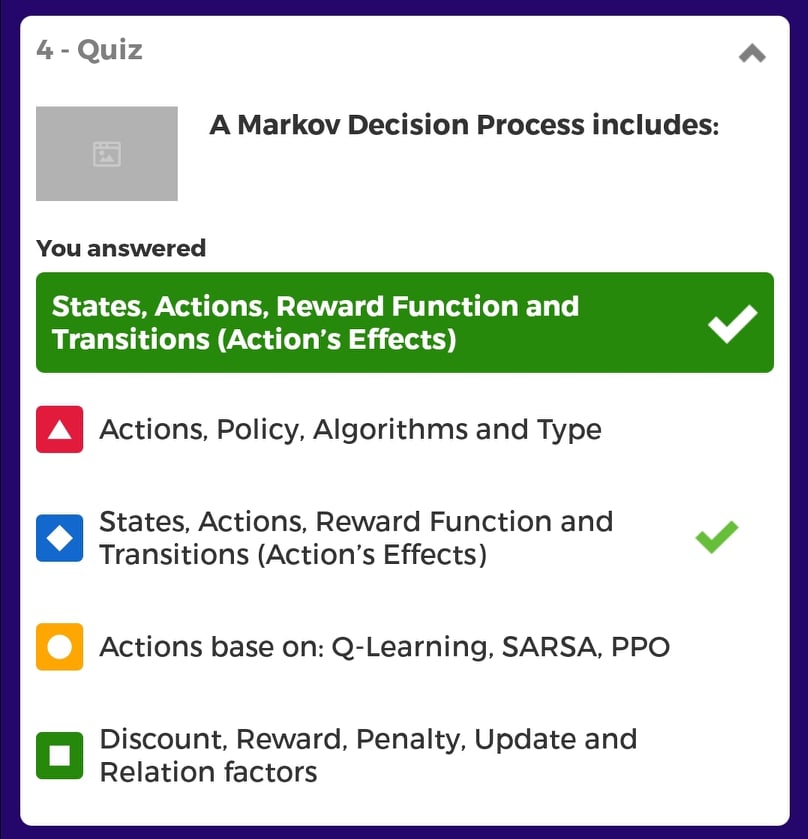 4 - Quiz
A Markov Decision Process includes:
You answered
States, Actions, Reward Function and
Transitions (Action’s Effects)
Actions, Policy, Algorithms and Type
States, Actions, Reward Function and
Transitions (Action’s Effects)
Actions base on: Q-Learning, SARSA, PPO
Discount, Reward, Penalty, Update and
Relation factors